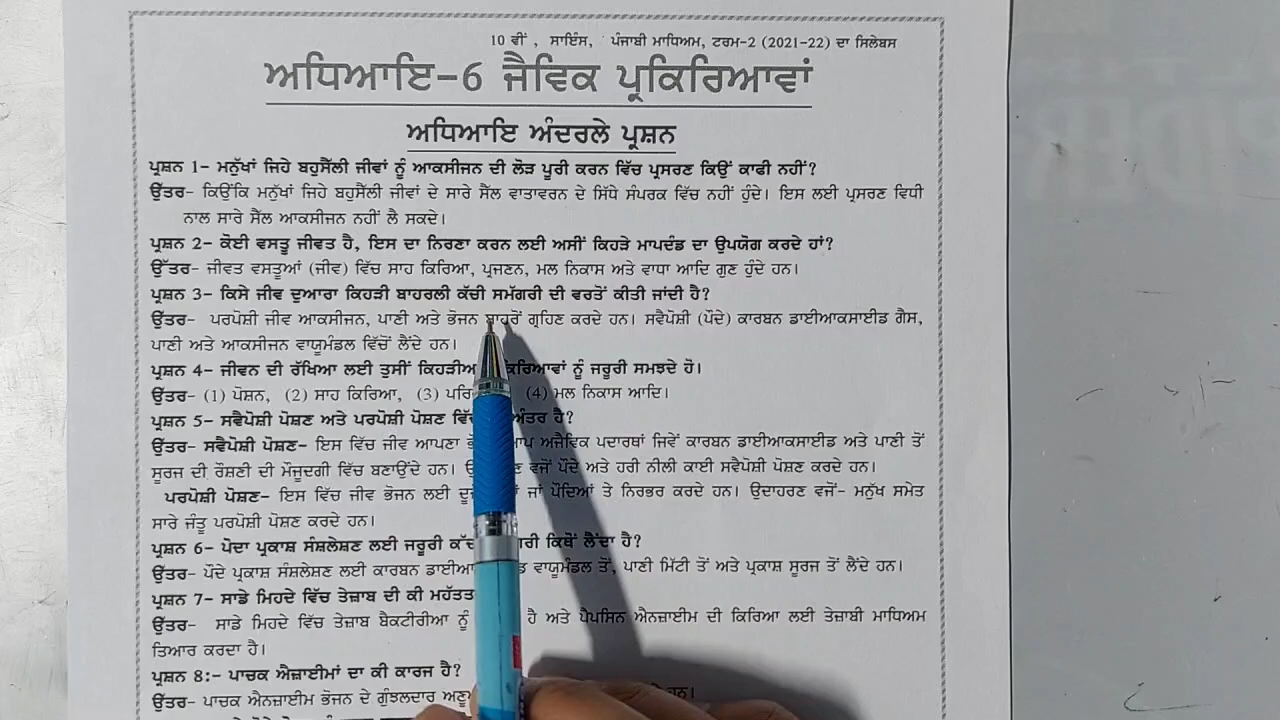 10 ਵੀਂ , ਸਾਇੰਸ, ਪੰਜਾਬੀ ਮਾਧਿਅਮ, ਟਰਮ-2 (2021-22) ਦਾ ਸਿਲੇਬਸ
ਅਧਿਆਇ-6 ਜੈਵਿਕ ਪ੍ਰਕਿਰਿਆਵਾਂ
ਅਧਿਆਇ ਅੰਦਰਲੇ ਪ੍ਰਸ਼ਨ
ਪ੍ਰਸ਼ਨ 1- ਮਨੁੱਖਾਂ ਜਿਹੇ ਬਹੁਸੈੱਲੀ ਜੀਵਾਂ ਨੂੰ ਆਕਸੀਜਨ ਦੀ ਲੋੜ ਪੂਰੀ ਕਰਨ ਵਿੱਚ ਪ੍ਰਸਰਣ ਕਿਉਂ ਕਾਫੀ ਨਹੀਂ?
ਉੱਤਰ- ਕਿਉਂਕਿ ਮਨੁੱਖਾਂ ਜਿਹੇ ਬਹੁਸੈੱਲੀ ਜੀਵਾਂ ਦੇ ਸਾਰੇ ਸੈੱਲ ਵਾਤਾਵਰਨ ਦੇ ਸਿੱਧੇ ਸੰਪਰਕ ਵਿੱਚ ਨਹੀਂ ਹੁੰਦੇ। ਇਸ ਲਈ ਪ੍ਰਸਰਣ ਵਿਧੀ
ਨਾਲ ਸਾਰੇ ਸੈੱਲ ਆਕਸੀਜਨ ਨਹੀਂ ਲੈ ਸਕਦੇ।
ਪ੍ਰਸ਼ਨ 2- ਕੋਈ ਵਸਤੂ ਜੀਵਤ ਹੈ, ਇਸ ਦਾ ਨਿਰਣਾ ਕਰਨ ਲਈ ਅਸੀਂ ਕਿਹੜੇ ਮਾਪਦੰਡ ਦਾ ਉਪਯੋਗ ਕਰਦੇ ਹਾਂ?
ਉੱਤਰ- ਜੀਵਤ ਵਸਤੂਆਂ (ਜੀਵ) ਵਿੱਚ ਸਾਹ ਕਿਰਿਆ, ਪ੍ਰਜਣਨ, ਮਲ ਨਿਕਾਸ ਅਤੇ ਵਾਧਾ ਆਦਿ ਗੁਣ ਹੁੰਦੇ ਹਨ।
ਪ੍ਰਸ਼ਨ 3- ਕਿਸੇ ਜੀਵ ਦੁਆਰਾ ਕਿਹੜੀ ਬਾਹਰਲੀ ਕੱਚੀ ਸਮੱਗਰੀ ਦੀ ਵਰਤੋਂ ਕੀਤੀ ਜਾਂਦੀ ਹੈ?
ਉੱਤਰ- ਪਰਪੋਸ਼ੀ ਜੀਵ ਆਕਸੀਜਨ, ਪਾਣੀ ਅਤੇ ਭੋਜਨ ਬਾਹਰੋਂ ਗ੍ਰਹਿਣ ਕਰਦੇ ਹਨ। ਸਵੈਪੋਸ਼ੀ (ਪੌਦੇ) ਕਾਰਬਨ ਡਾਈਆਕਸਾਈਡ ਗੈਸ,
ਪਾਣੀ ਅਤੇ ਆਕਸੀਜਨ ਵਾਯੂਮੰਡਲ ਵਿੱਚੋਂ ਲੈਂਦੇ ਹਨ।
ਪ੍ਰਸ਼ਨ 4- ਜੀਵਨ ਦੀ ਰੱਖਿਆ ਲਈ ਤੁਸੀਂ ਨੂੰ ਜਰੂਰੀ ਸਮਝਦੇ ਹੋ।
ਉੱਤਰ- (1) ਪੋਸ਼ਨ, (2) ਸਾਹ ਕਿਰਿਆ, (3) (4) ਮਲ ਨਿਕਾਸ ਆਦਿ।
ਪ੍ਰਸ਼ਨ 5- ਸਵੈਪੋਸ਼ੀ ਪੋਸ਼ਣ ਅਤੇ ਪਰਪੋਸ਼ੀ ਪੋਸ਼ਣ ਅੰਤਰ ਹੈ?
ਉੱਤਰ- ਸਵੈਪੋਸ਼ੀ ਪੋਸ਼ਣ- ਇਸ ਵਿੱਚ ਜੀਵ ਆਪਣਾ ਅਜੈਵਿਕ ਪਦਾਰਥਾਂ ਜਿਵੇਂ ਕਾਰਬਨ ਡਾਈਆਕਸਾਈਡ ਅਤੇ ਪਾਣੀ ਤੋਂ
ਸੂਰਜ ਦੀ ਰੌਸ਼ਣੀ ਦੀ ਮੌਜੂਦਗੀ ਵਿੱਚ ਬਣਾਉਂਦੇ ਹਨ। ਵਜੋਂ ਪੌਦੇ ਅਤੇ ਹਰੀ ਨੀਲੀ ਕਾਈ ਸਵੈਪੋਸ਼ੀ ਪੋਸ਼ਣ ਕਰਦੇ ਹਨ।
ਪਰਪੋਸ਼ੀ ਪੋਸ਼ਣ- ਇਸ ਵਿੱਚ ਜੀਵ ਭੋਜਨ ਲਈ ਜਾਂ ਪੌਦਿਆਂ ਤੇ ਨਿਰਭਰ ਕਰਦੇ ਹਨ। ਉਦਾਹਰਣ ਵਜੋਂ- ਮਨੁੱਖ ਸਮੇਤ
ਸਾਰੇ ਜੰਤੂ ਪਰਪੋਸ਼ੀ ਪੋਸ਼ਣ ਕਰਦੇ ਹਨ।
ਪ੍ਰਸ਼ਨ 6- ਪੋਦਾ ਪ੍ਰਕਾਸ਼ ਸੰਸ਼ਲੇਸ਼ਣ ਲਈ ਜਰੂਰੀ ਕਿਥੋਂ ਲੈਂਦਾ ਹੈ?
ਉੱਤਰ- ਪੌਦੇ ਪ੍ਰਕਾਸ਼ ਸੰਸ਼ਲੇਸ਼ਣ ਲਈ ਕਾਰਬਨ ਵਾਯੂਮੰਡਲ ਤੋਂ, ਪਾਣੀ ਮਿੱਟੀ ਤੋਂ ਅਤੇ ਪ੍ਰਕਾਸ਼ ਸੂਰਜ ਤੋਂ ਲੈਂਦੇ ਹਨ।
ਪ੍ਰਸ਼ਨ 7- ਸਾਡੇ ਮਿਹਦੇ ਵਿੱਚ ਤੇਜ਼ਾਬ ਦੀ ਕੀ
ਉੱਤਰ- ਸਾਡੇ ਮਿਹਦੇ ਵਿੱਚ ਤੇਜ਼ਾਬ ਬੈਕਟੀਰੀਆ ਨੂੰ ਹੈ ਅਤੇ ਪੈਪਸਿਨ ਐਨਜ਼ਾਈਮ ਦੀ ਕਿਰਿਆ ਲਈ ਤੇਜ਼ਾਬੀ ਮਾਧਿਅਮ
ਤਿਆਰ ਕਰਦਾ ਹੈ।
ਪ੍ਰਸ਼ਨ 8:- ਪਾਚਕ ਐਜ਼ਾਈਮਾਂ ਦਾ ਕੀ ਕਾਰਜ ਹੈ?
ਉੱਤਰ- ਪਾਚਕ ਐਨਜ਼ਾਈਮ ਭੋਜਨ ਦੇ ਗੁੰਝਲਦਾਰ ਹਨ।